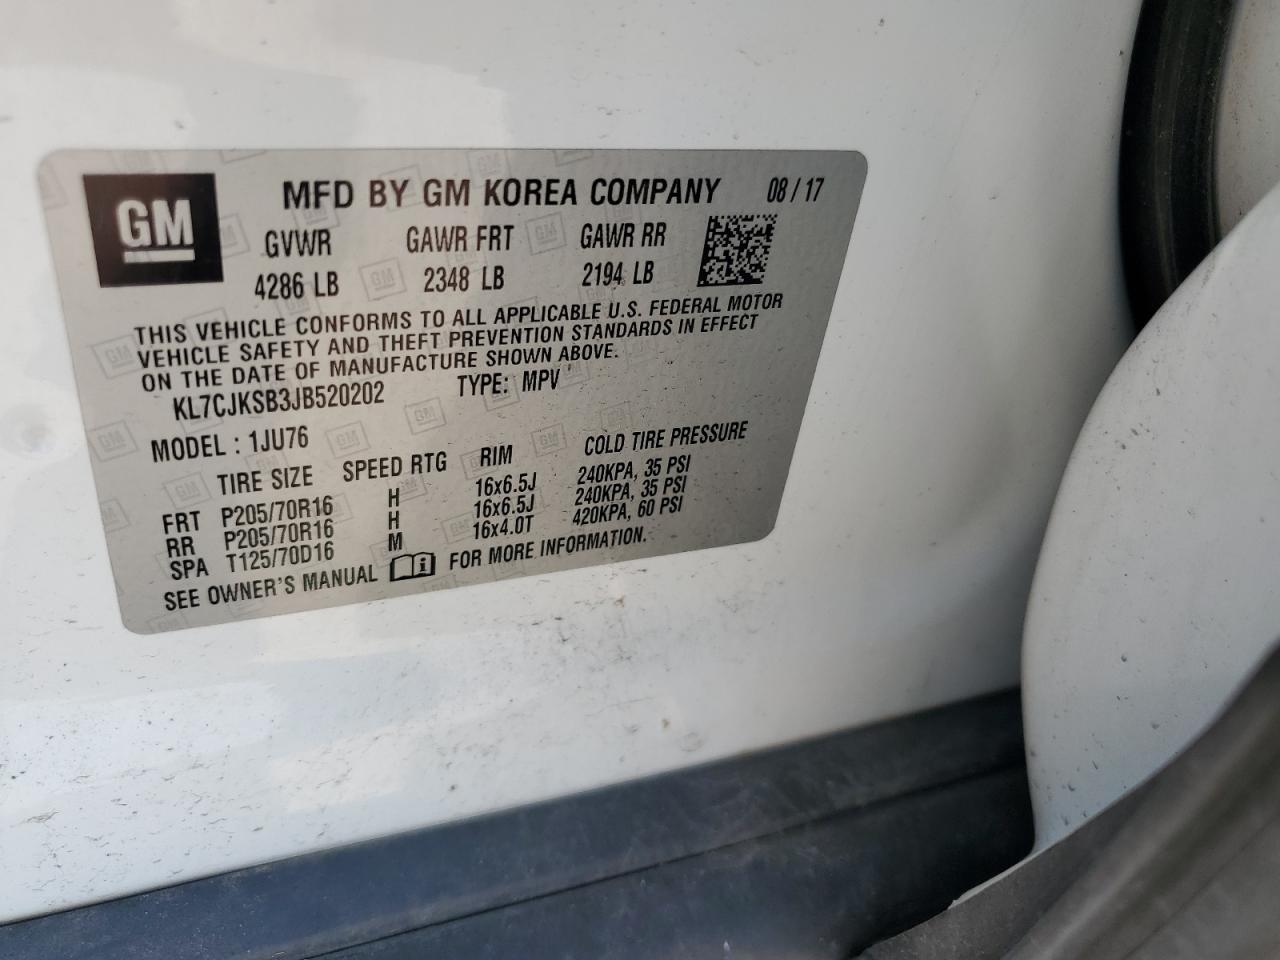 GM
MFD BY GM KOREA COMPANY 08 / 17
GVWR GAWR FRT GAWR RR
4286 LB 2348 LB 2194 LB
THIS VEHICLE CONFORMS TO ALL APPLICABLE U.S. FEDERAL MOTOR
VEHICLE SAFETY AND THEFT PREVENTION STANDARDS IN EFFECT
ON THE DATE OF MANUFACTURE SHOWN ABOVE.
KL7CJKSB3JB520202 TYPE: MPV
MODEL : 1JU76
TIRE SIZE SPEED RTG RIM COLD TIRE PRESSURE
FRT P205/70R16 H 16x6.5J 240KPA, 35 PSI
RR P205/70R16 H 16x6.5J 240KPA, 35 PSI
SPA T125/70D16 M 16x4.0T 420KPA, 60 PSI
SEE OWNER'S MANUAL FOR MORE INFORMATION.